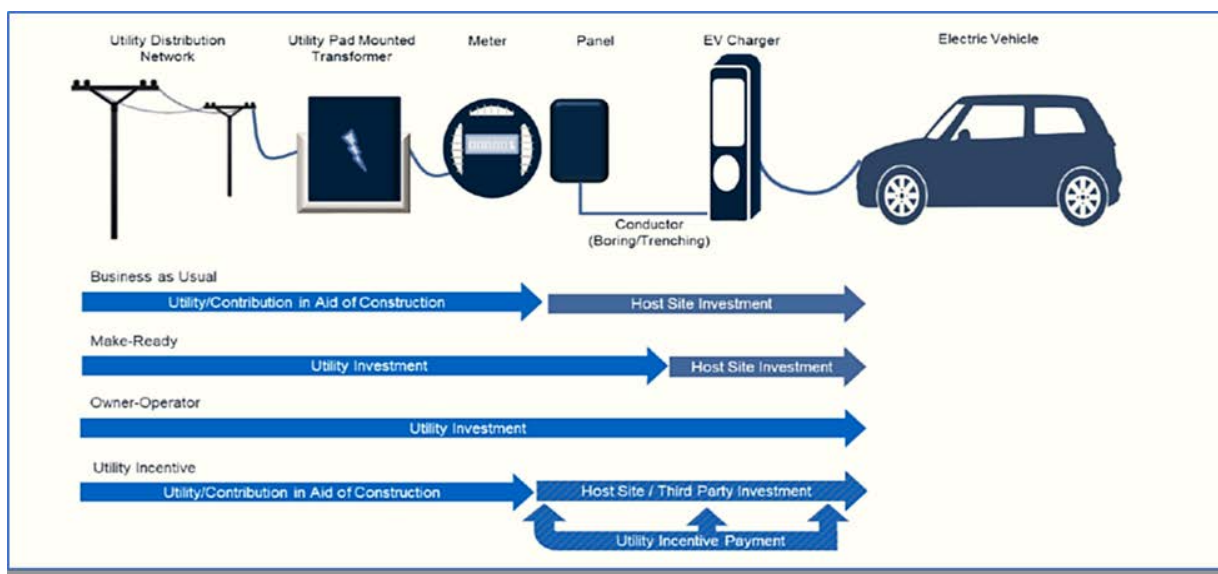 Utility Distribution
Network
Utility Pad Mounted
Transformer
Meter
Panel
EV Charger
Electric Vehicle
Conductor
(Boring/Trenching)
Business as Usual
Utility/Contribution in Aid of Construction
Host Site Investment
Make-Ready
Utility Investment
Host Site Investment
Owner-Operator
Utility Investment
Utility Incentive
Utility/Contribution in Aid of Construction
Host Site / Third Party Investment
Utility Incentive Payment